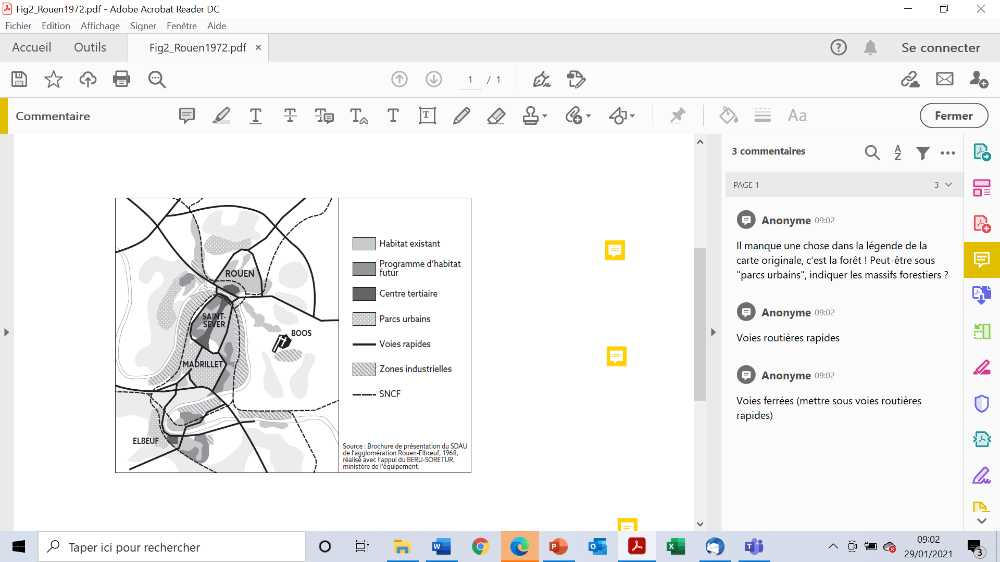 Fig2_Rouen1972.pdf - Adobe Acrobat Reader DC
Fichier Edition Affichage Signer Fenêtre Aide
Accueil Outils Fig2_Rouen1972.pdf × Se connecter
1 / 1
Commentaire Fermer
Aa
3 commentaires
PAGE 1 3
Anonyme 09:02
Il manque une chose dans la légende de la
carte originale, c'est la forêt ! Peut-être sous
"parcs urbains", indiquer les massifs forestiers ?
Anonyme 09:02
Voies routières rapides
Anonyme 09:02
Voies ferrées (mettre sous voies routières
rapides)
ROUEN
SAINT-
SEVER
BOOS
MADRILLET
ELBEUF
Habitat existant
Programme d'habitat
futur
Centre tertiaire
Parcs urbains
Voies rapides
Zones industrielles
SNCF
Source : Brochure de présentation du SDAU
de l'agglomération Rouen-Elbœuf, 1968,
réalisé avec l'appui du BERU-SORETUR,
ministère de l'équipement.
Taper ici pour rechercher
09:02
29/01/2021
3